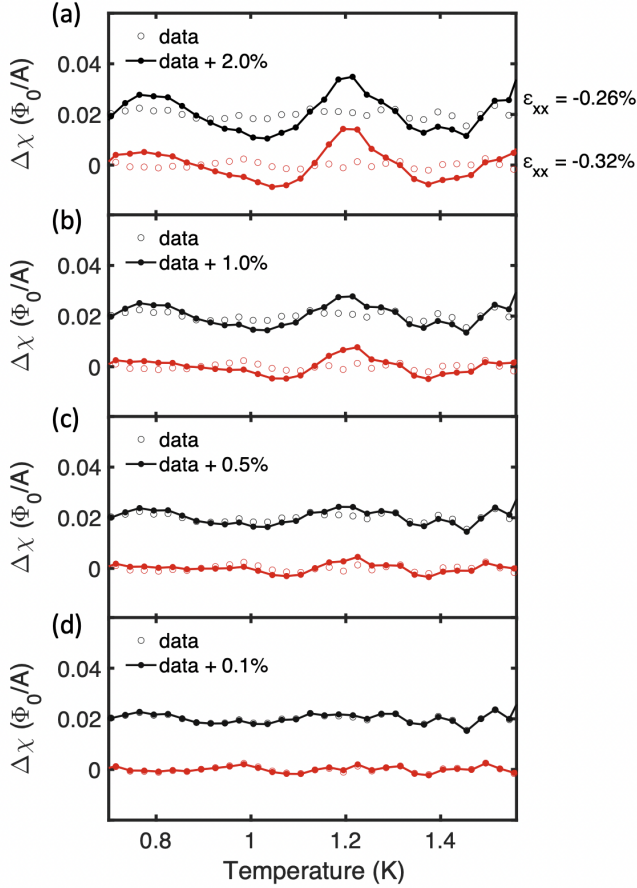 (a)
data
data + 2.0%
0.04
0.02
0
Δχ (Φ₀/A)
εₓₓ = -0.26%
εₓₓ = -0.32%
(b)
data
data + 1.0%
0.04
0.02
0
Δχ (Φ₀/A)
(c)
data
data + 0.5%
0.04
0.02
0
Δχ (Φ₀/A)
(d)
data
data + 0.1%
0.04
0.02
0
Δχ (Φ₀/A)
0.8 1 1.2 1.4
Temperature (K)